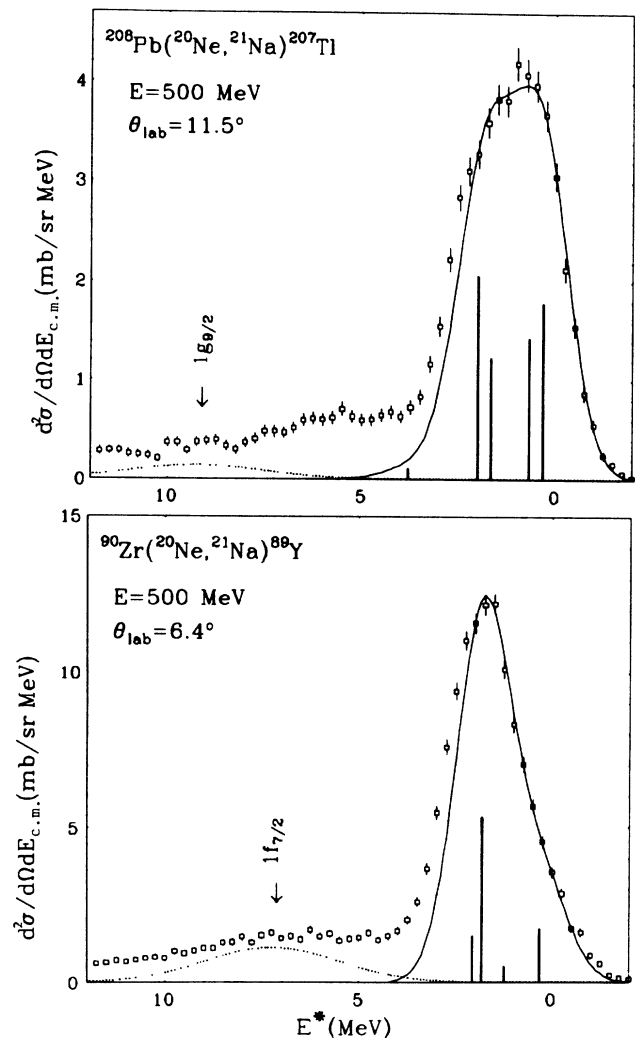 ²⁰⁸Pb(²⁰Ne,²¹Na)²⁰⁷Tl
E=500 MeV
θlab=11.5°
d²σ/dΩdE c.m.(mb/sr MeV)
4
3
2
1
0
1g9/2
10
5
0
⁹⁰Zr(²⁰Ne,²¹Na)⁸⁹Y
E=500 MeV
θlab=6.4°
d²σ/dΩdE c.m.(mb/sr MeV)
15
10
5
0
1f7/2
10
5
0
E*(MeV)